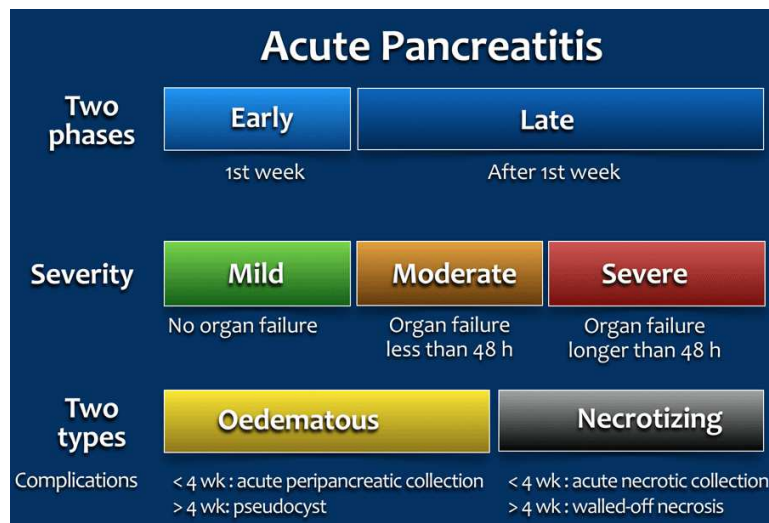 Acute Pancreatitis
Two phases
Early
Late
1st week
After 1st week
Severity
Mild
Moderate
Severe
No organ failure
Organ failure
less than 48 h
Organ failure
longer than 48 h
Two
types
Oedematous
Necrotizing
Complications
< 4 wk : acute peripancreatic collection
> 4 wk: pseudocyst
< 4 wk : acute necrotic collection
> 4 wk: walled-off necrosis